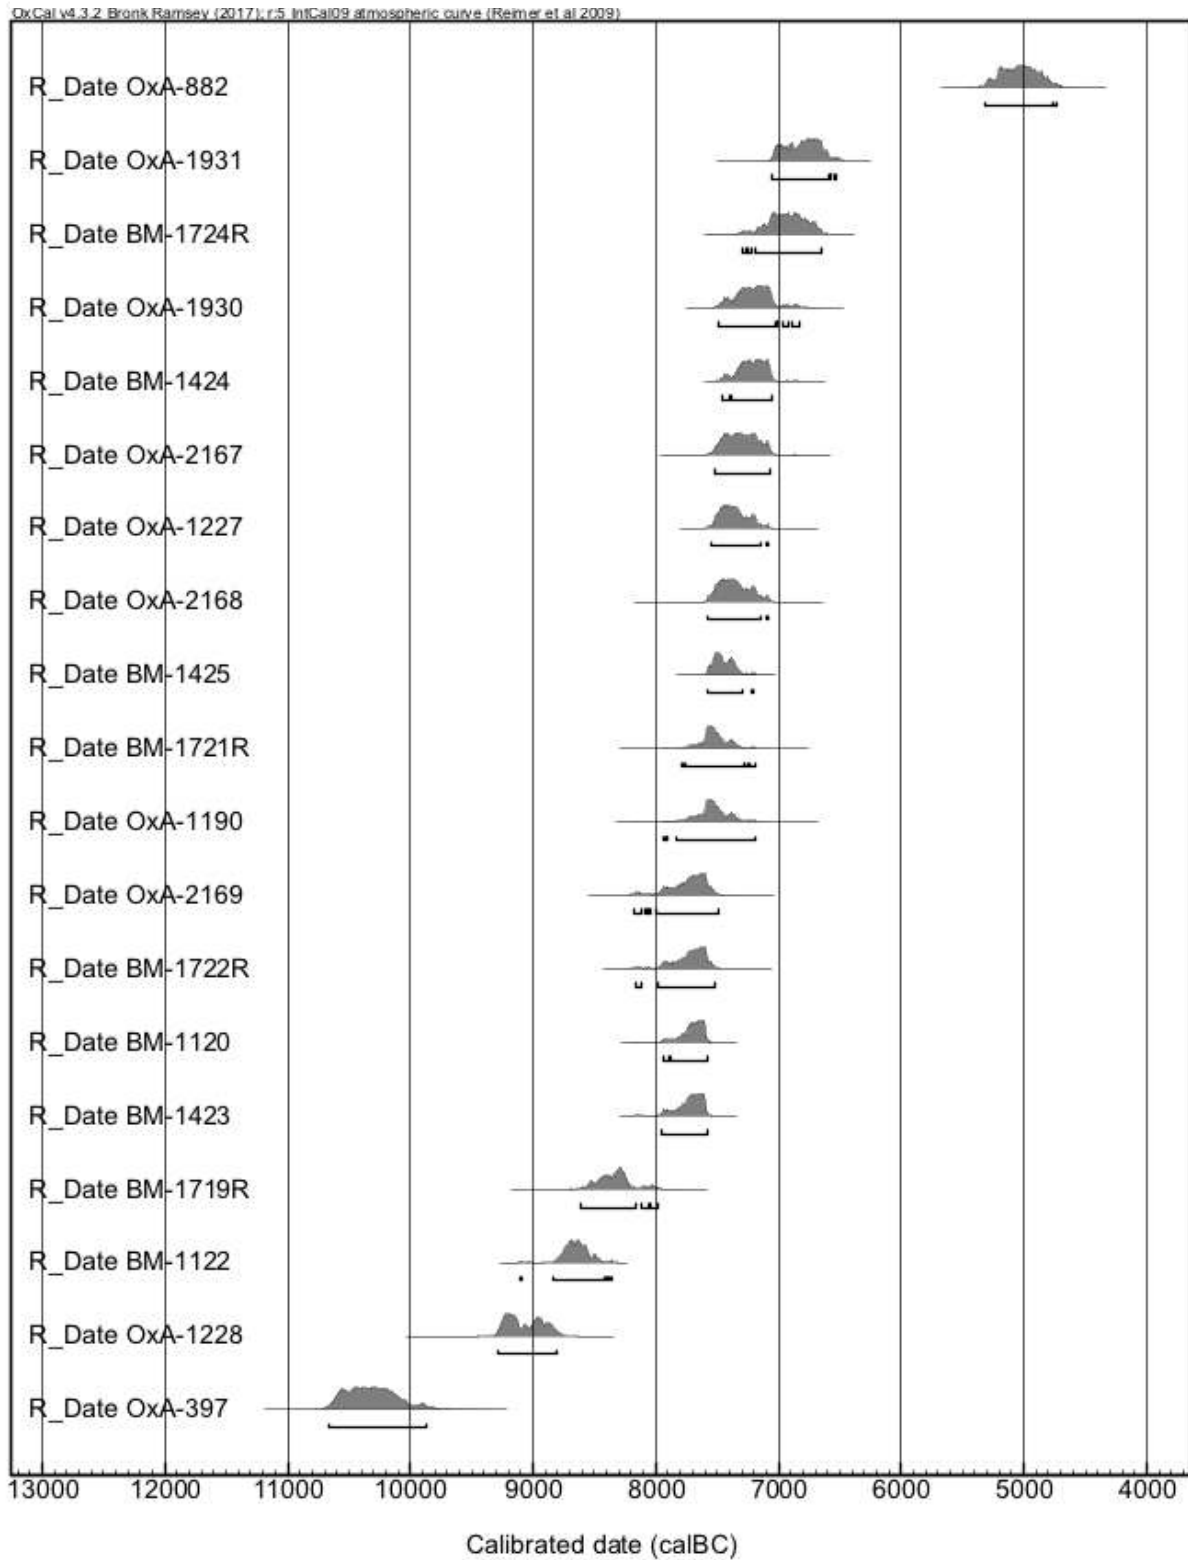 OxCal v4.3.2 Bronk Ramsey (2017); r:5 IntCal09 atmospheric curve (Reimer et al 2009)
R_Date OxA-882
R_Date OxA-1931
R_Date BM-1724R
R_Date OxA-1930
R_Date BM-1424
R_Date OxA-2167
R_Date OxA-1227
R_Date OxA-2168
R_Date BM-1425
R_Date BM-1721R
R_Date OxA-1190
R_Date OxA-2169
R_Date BM-1722R
R_Date BM-1120
R_Date BM-1423
R_Date BM-1719R
R_Date BM-1122
R_Date OxA-1228
R_Date OxA-397
13000 12000 11000 10000 9000 8000 7000 6000 5000 4000
Calibrated date (calBC)